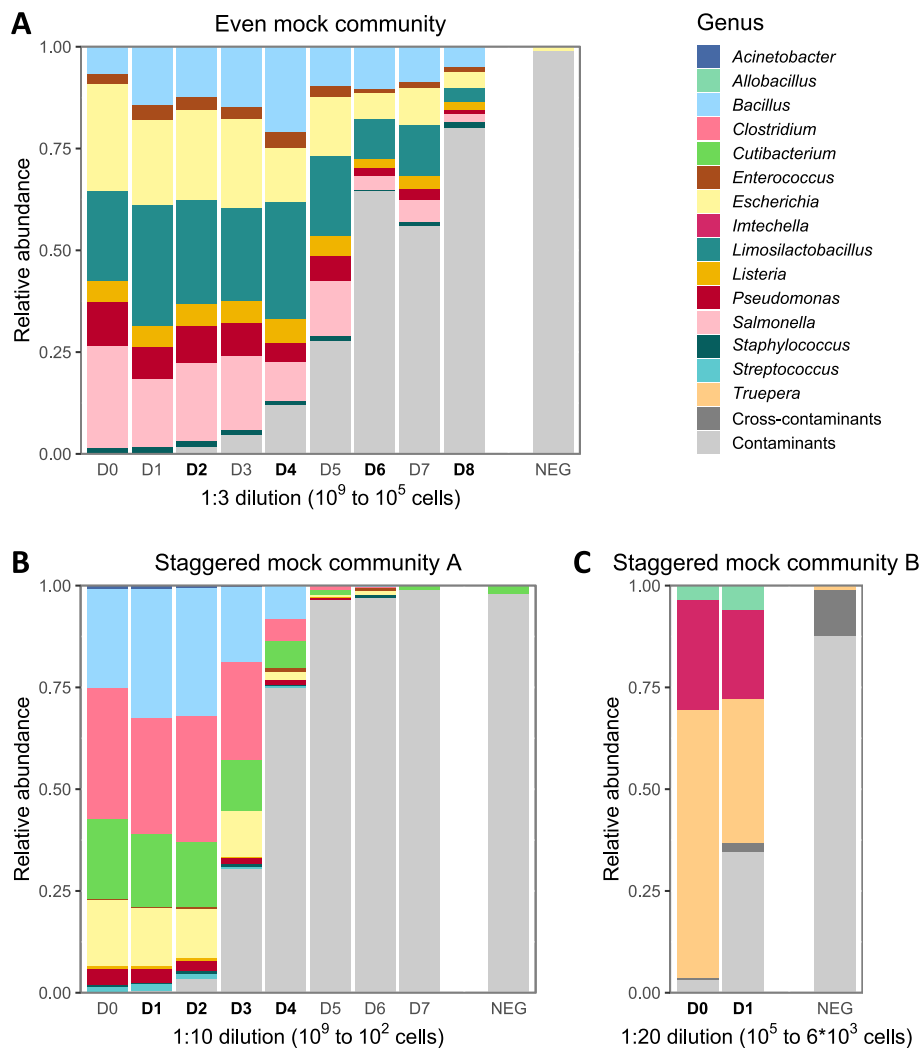 A
Even mock community
Relative abundance
1.00
0.75
0.50
0.25
0.00
D0 D1 D2 D3 D4 D5 D6 D7 D8 NEG
1:3 dilution (10⁹ to 10⁵ cells)
Genus
Acinetobacter
Allobacillus
Bacillus
Clostridium
Cutibacterium
Enterococcus
Escherichia
Imtechella
Limosilactobacillus
Listeria
Pseudomonas
Salmonella
Staphylococcus
Streptococcus
Truepera
Cross-contaminants
Contaminants
B
Staggered mock community A
Relative abundance
1.00
0.75
0.50
0.25
0.00
D0 D1 D2 D3 D4 D5 D6 D7 NEG
1:10 dilution (10⁹ to 10² cells)
C
Staggered mock community B
Relative abundance
1.00
0.75
0.50
0.25
0.00
D0 D1 NEG
1:20 dilution (10⁵ to 6*10³ cells)